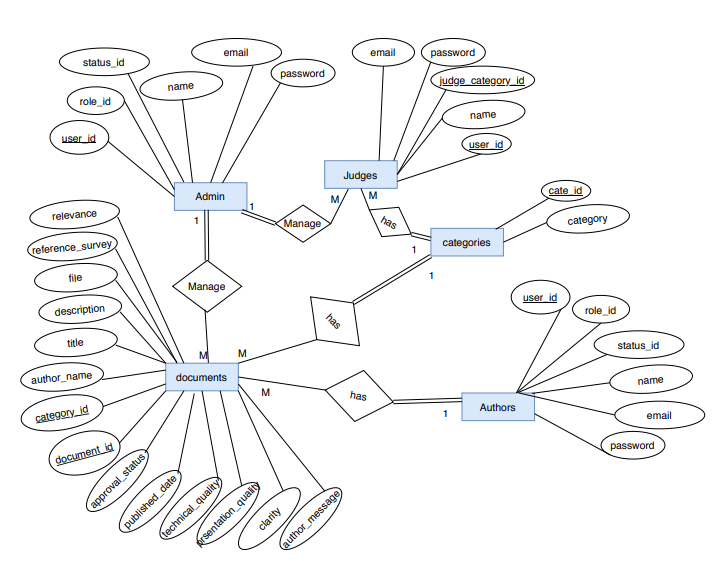 email
email
password
status_id
password
judge_category_id
name
role_id
name
user_id
user_id
Judges
Admin
cate_id
M
M
1
1
relevance
Manage
has
category
reference_survey
categories
1
1
file
Manage
user_id
description
role_id
has
title
status_id
M
M
author_name
documents
name
M
has
category_id
1
Authors
email
document_id
password
approval_status
published_date
technical_quality
prsentation_quality
clarity
author_message